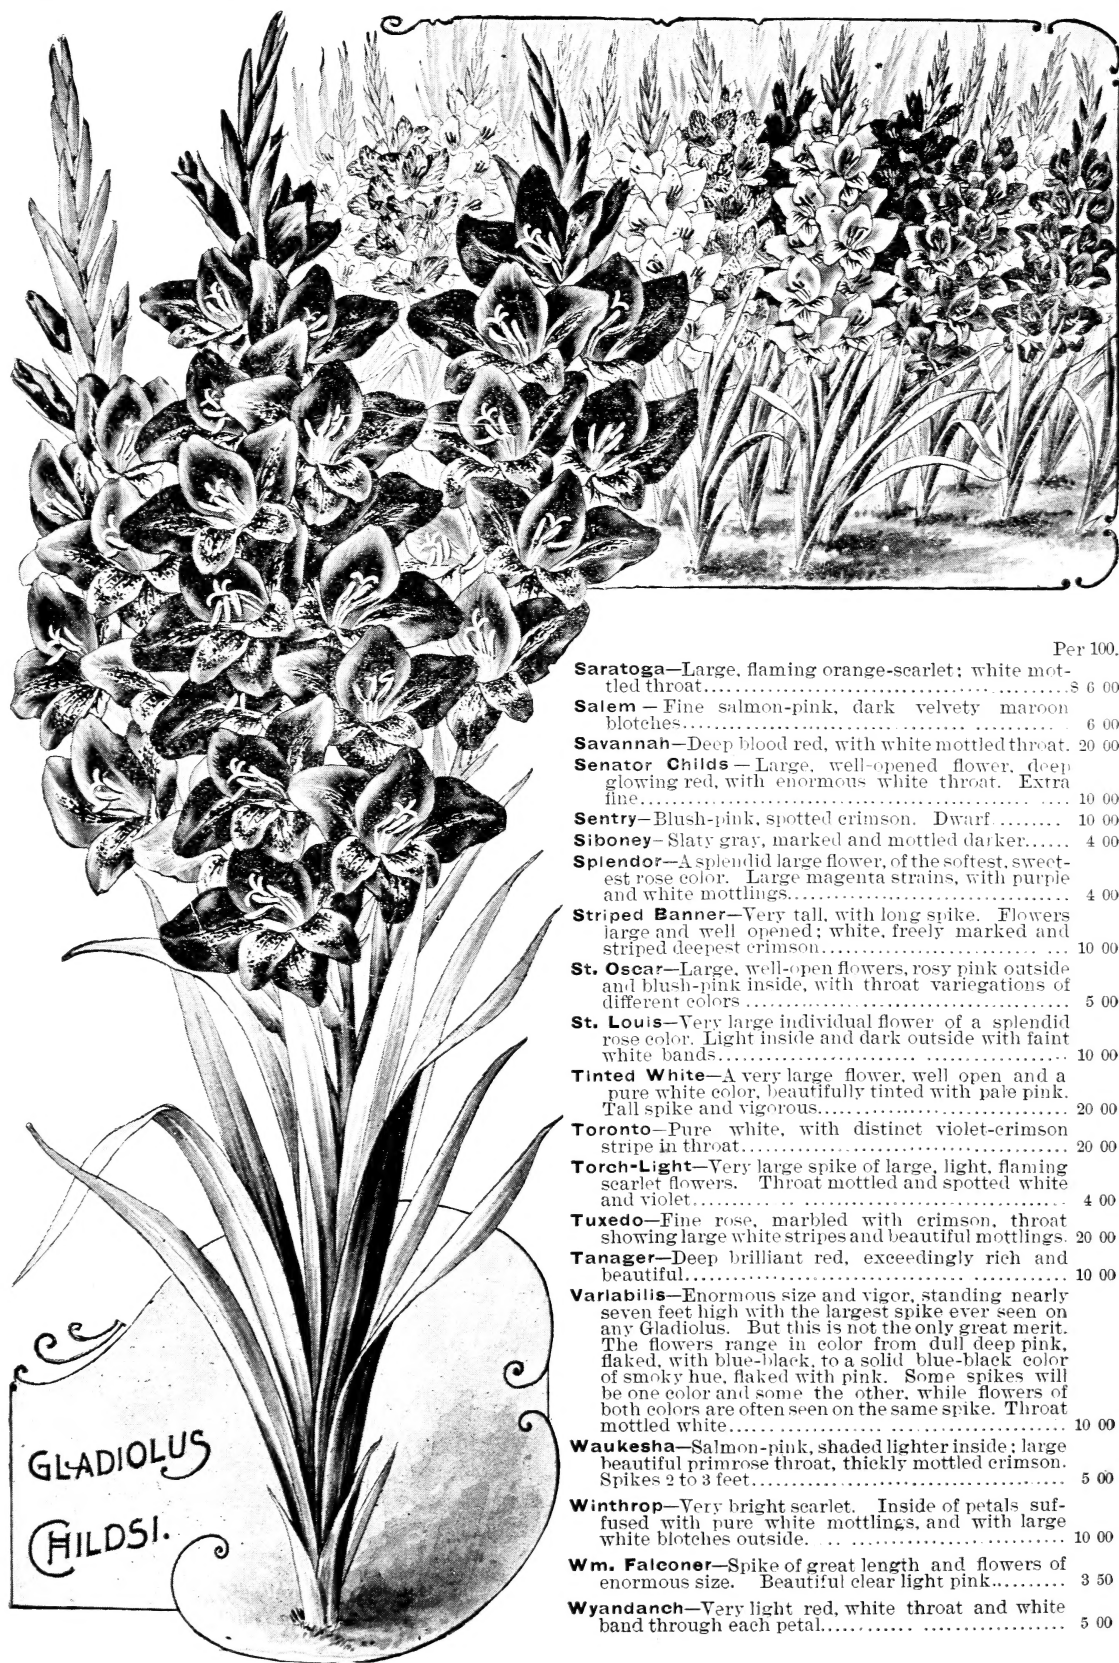 Per 100.
Saratoga—Large, flaming orange-scarlet; white mot-
tled throat........ $ 6 00
Salem—Fine salmon-pink, dark velvety maroon
blotches........ 6 00
Savannah—Deep blood red, with white mottled throat. 20 00
Senator Childs—Large, well-opened flower, deep
glowing red, with enormous white throat. Extra
fine........ 10 00
Sentry—Blush-pink, spotted crimson. Dwarf........ 10 00
Siboney—Slaty gray, marked and mottled darker...... 4 00
Splendor—A splendid large flower, of the softest, sweet-
est rose color. Large magenta strains, with purple
and white mottlings........ 4 00
Striped Banner—Very tall, with long spike. Flowers
large and well opened; white, freely marked and
striped deepest crimson........ 10 00
St. Oscar—Large, well-open flowers, rosy pink outside
and blush-pink inside, with throat variegations of
different colors........ 5 00
St. Louis—Very large individual flower of a splendid
rose color. Light inside and dark outside with faint
white bands........ 10 00
Tinted White—A very large flower, well open and a
pure white color, beautifully tinted with pale pink.
Tall spike and vigorous........ 20 00
Toronto—Pure white, with distinct violet-crimson
stripe in throat........ 20 00
Torch-Light—Very large spike of large, light, flaming
scarlet flowers. Throat mottled and spotted white
and violet........ 4 00
Tuxedo—Fine rose, marbled with crimson, throat
showing large white stripes and beautiful mottlings. 20 00
Tanager—Deep brilliant red, exceedingly rich and
beautiful........ 10 00
Variabilis—Enormous size and vigor, standing nearly
seven feet high with the largest spike ever seen on
any Gladiolus. But this is not the only great merit.
The flowers range in color from dull deep pink,
flaked, with blue-black, to a solid blue-black color
of smoky hue, flaked with pink. Some spikes will
be one color and some the other, while flowers of
both colors are often seen on the same spike. Throat
mottled white........ 10 00
Waukesha—Salmon-pink, shaded lighter inside; large
beautiful primrose throat, thickly mottled crimson.
Spikes 2 to 3 feet........ 5 00
Winthrop—Very bright scarlet. Inside of petals suf-
fused with pure white mottlings, and with large
white blotches outside........ 10 00
Wm. Falconer—Spike of great length and flowers of
enormous size. Beautiful clear light pink........ 3 50
Wyandanch—Very light red, white throat and white
band through each petal........ 5 00
GLADIOLUS
CHILDSI.